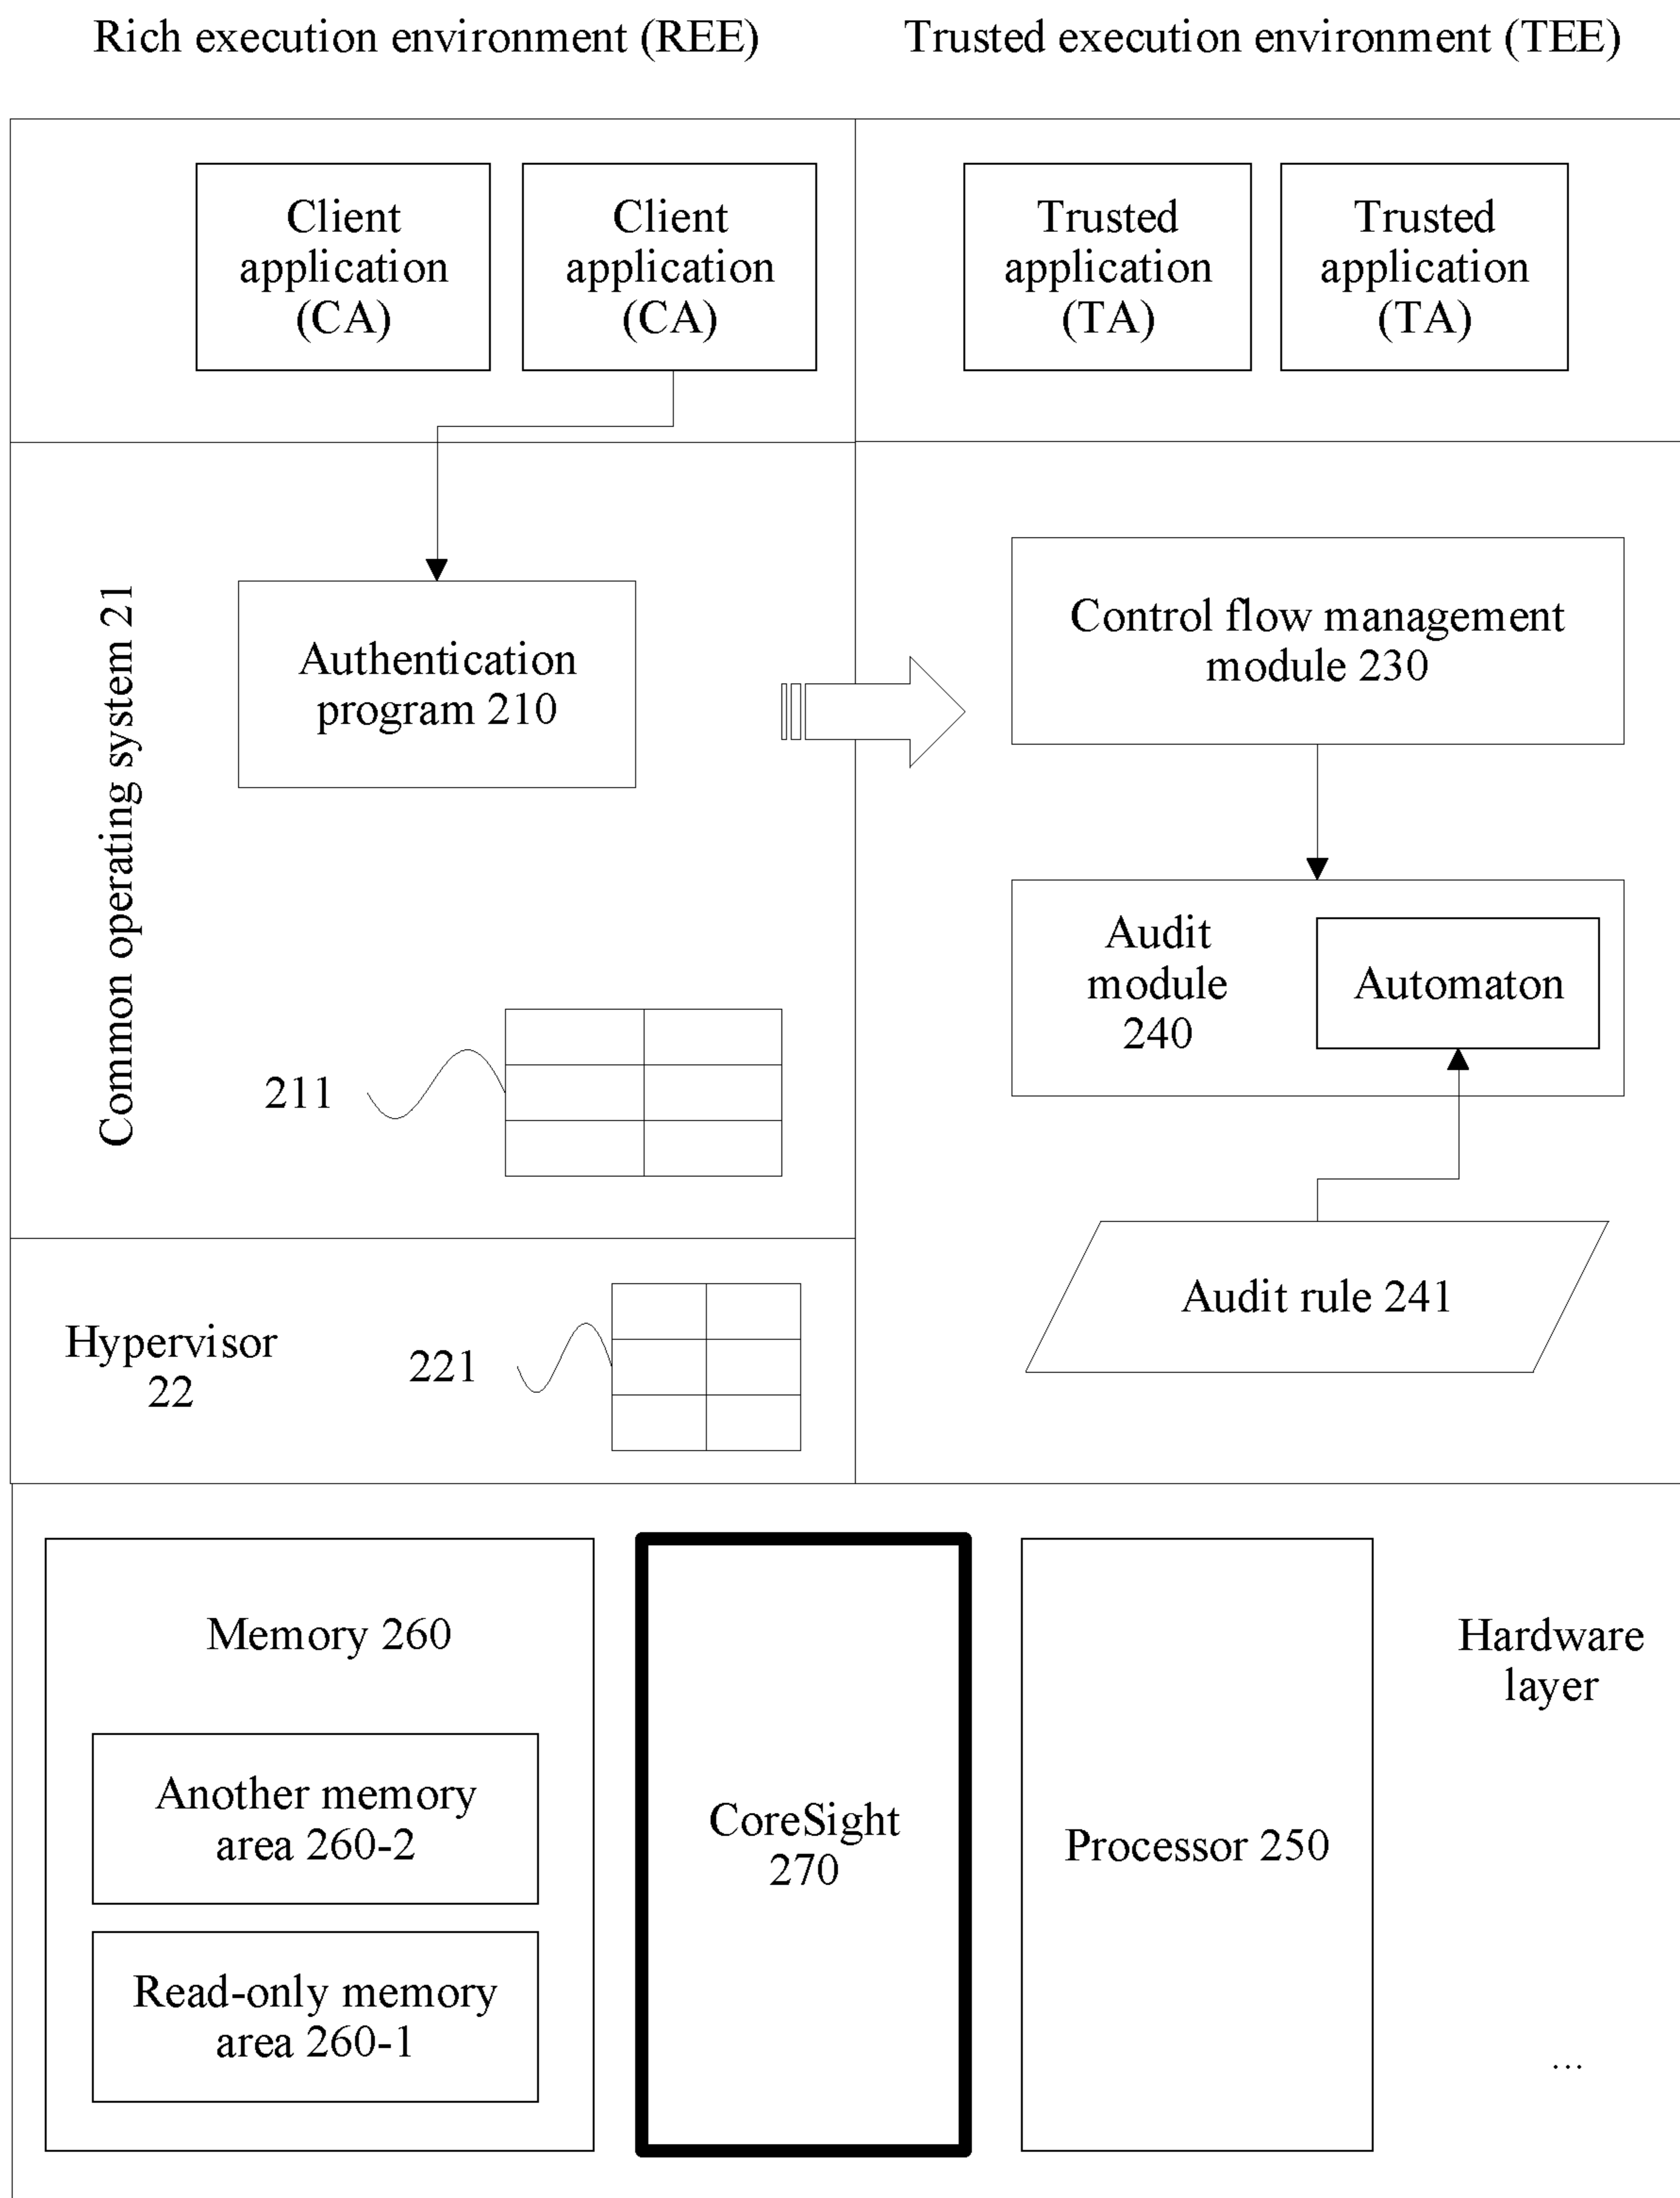 Rich execution environment (REE)
Trusted execution environment (TEE)
Client
application
(CA)
Client
application
(CA)
Trusted
application
(TA)
Trusted
application
(TA)
Common operating system 21
Authentication
program 210
Control flow management
module 230
Audit
module
240
Automaton
211
Audit rule 241
Hypervisor
22
221
Memory 260
Another memory
area 260-2
Read-only memory
area 260-1
CoreSight
270
Processor 250
Hardware
layer
...